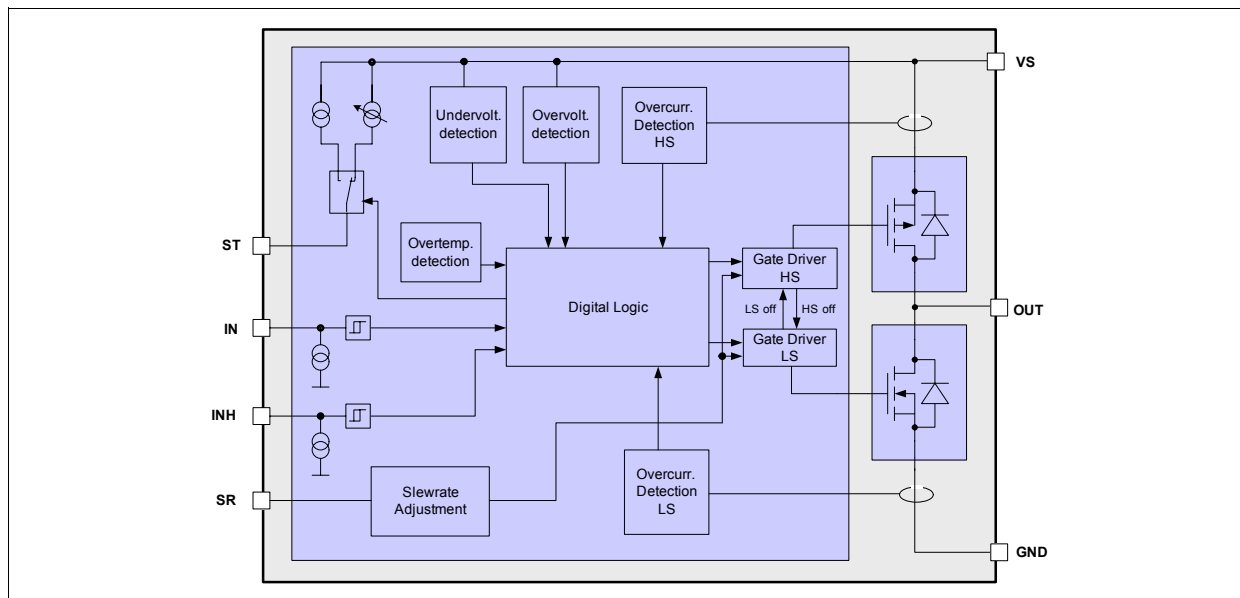 VS
Undervolt.
detection
Overvolt.
detection
Overcurr.
Detection
HS
ST
Overtemp.
detection
Digital Logic
Gate Driver
HS
LS off
HS off
OUT
IN
Gate Driver
LS
INH
SR
Slewrate
Adjustment
Overcurr.
Detection
LS
GND